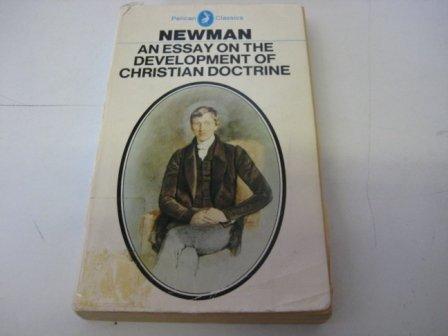 Pelican Classics
NEWMAN
AN ESSAY ON THE
DEVELOPMENT OF
CHRISTIAN DOCTRINE